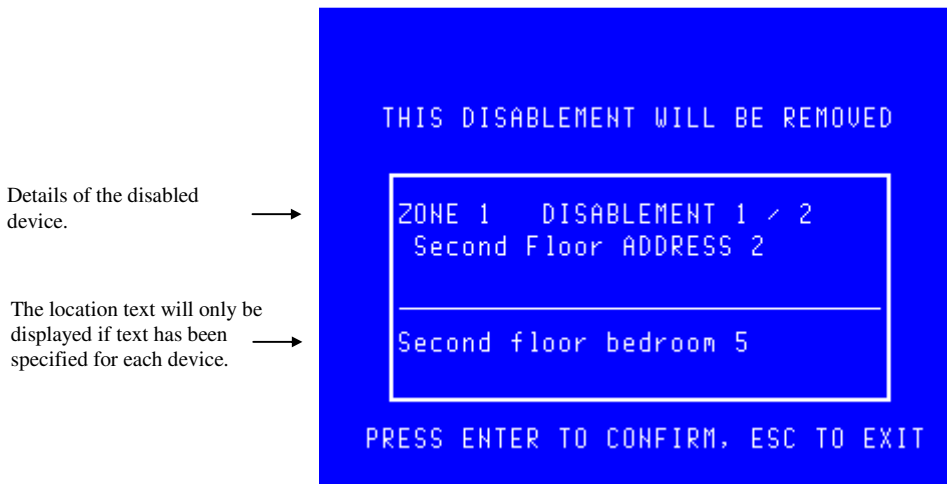 THIS DISABLEMENT WILL BE REMOVED
Details of the disabled
device.
ZONE 1 DISABLEMENT 1 / 2
Second Floor ADDRESS 2
The location text will only be
displayed if text has been
specified for each device.
Second floor bedroom 5
PRESS ENTER TO CONFIRM, ESC TO EXIT